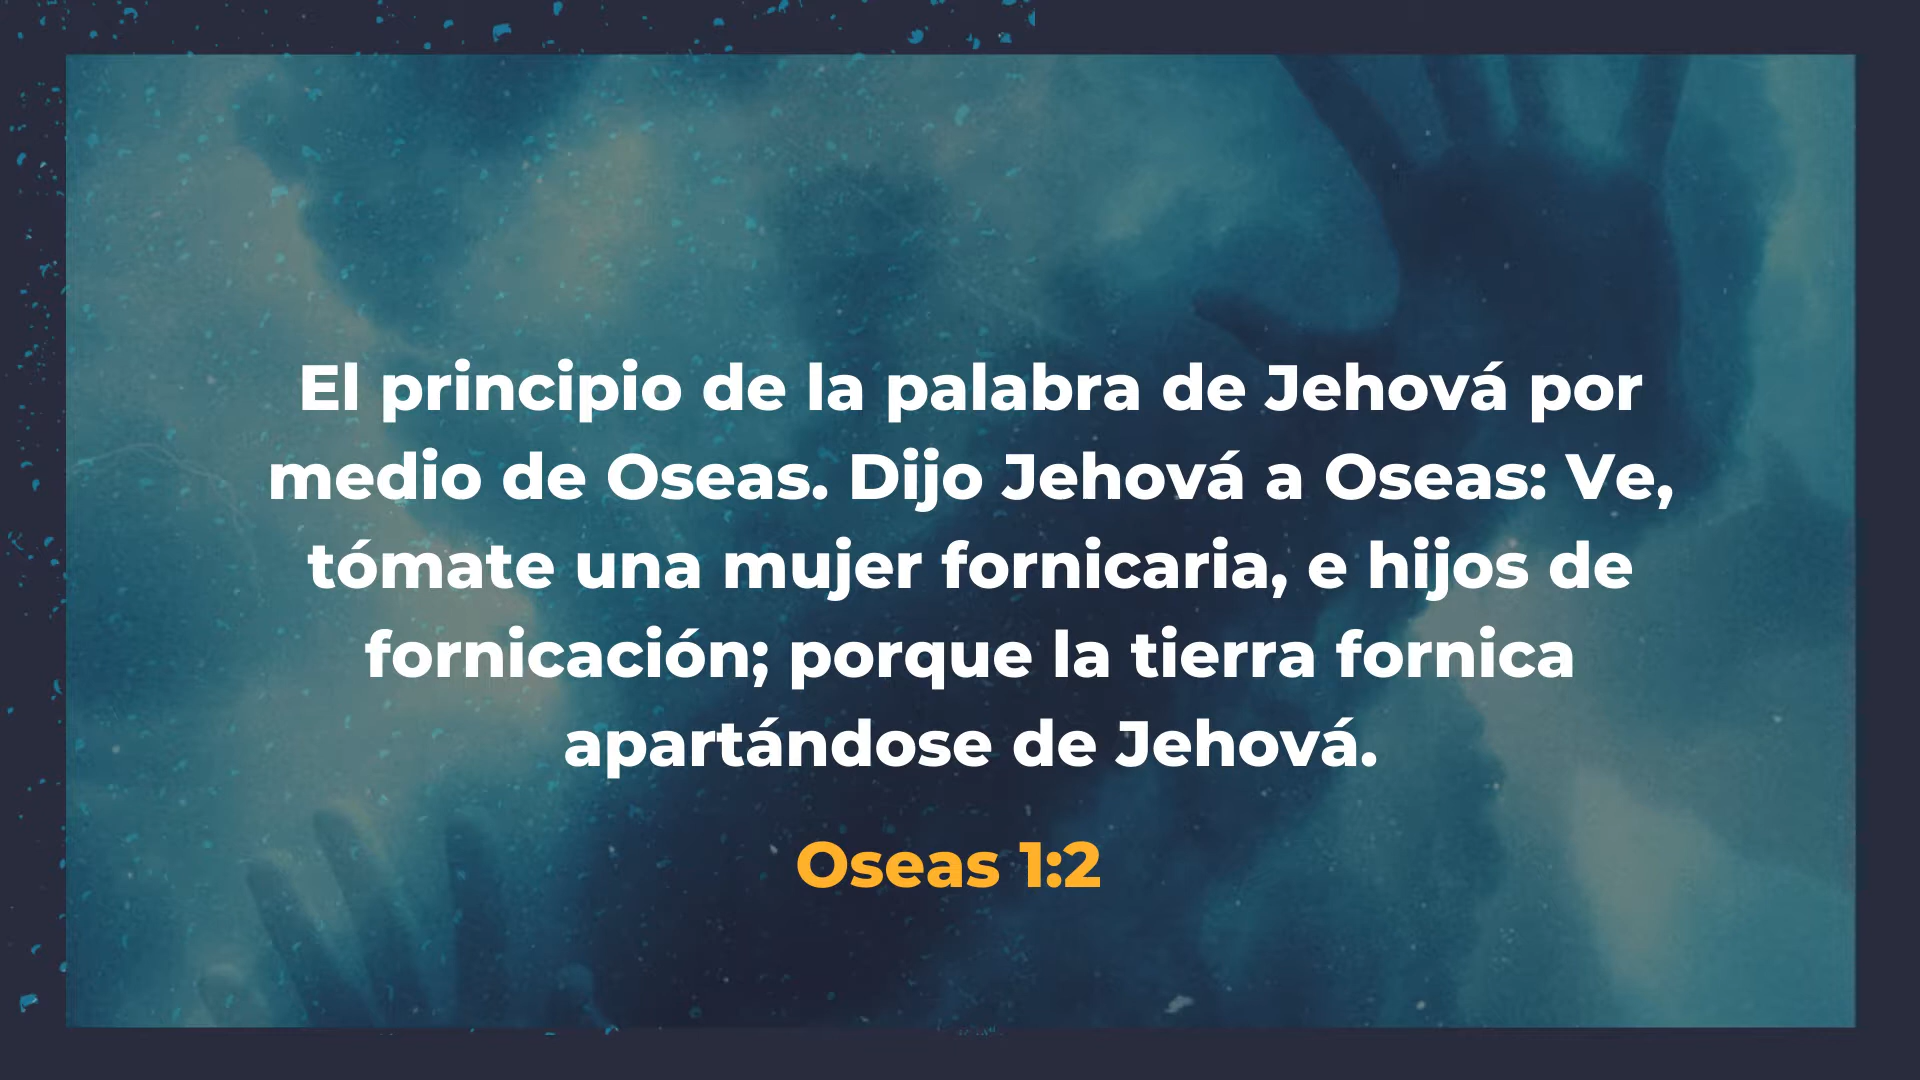 El principio de la palabra de Jehová por
medio de Oseas. Dijo Jehová a Oseas: Ve,
tómate una mujer fornicaria, e hijos de
fornicación; porque la tierra fornica
apartándose de Jehová.
Oseas 1:2